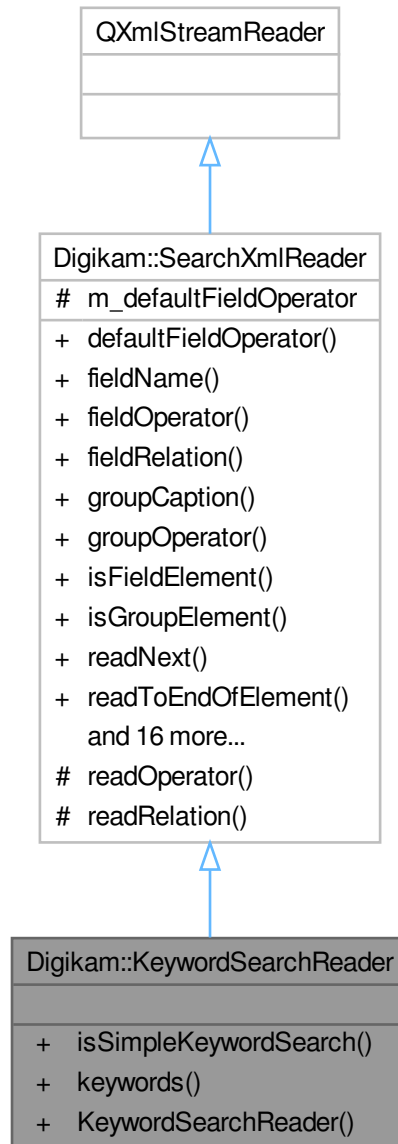 QXmlStreamReader
Digikam::SearchXmlReader
# m_defaultFieldOperator
+ defaultFieldOperator()
+ fieldName()
+ fieldOperator()
+ fieldRelation()
+ groupCaption()
+ groupOperator()
+ isFieldElement()
+ isGroupElement()
+ readNext()
+ readToEndOfElement()
and 16 more...
# readOperator()
# readRelation()
Digikam::KeywordSearchReader
+ isSimpleKeywordSearch()
+ keywords()
+ KeywordSearchReader()